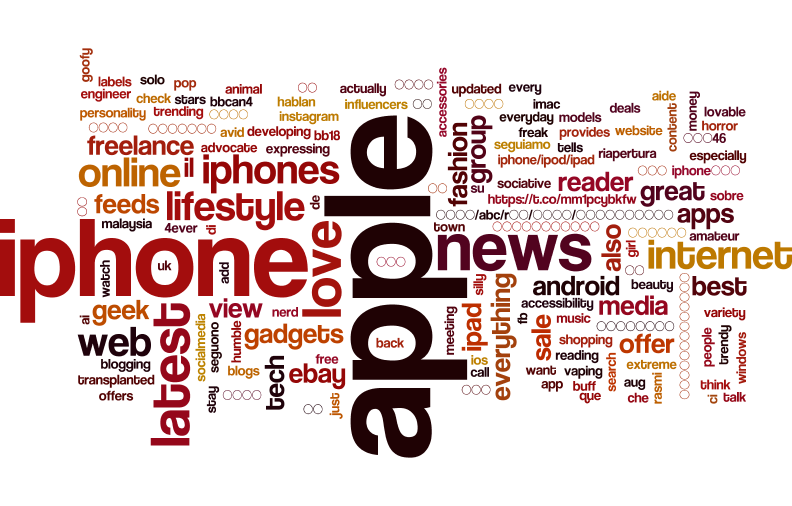 goofy
labels
solo
pop
engineer
animal
actually
accessories
updated
every
check
stars
bbcan4
hablan
influencers
imac
aide
money
personality
trending
instagram
everyday
models
deals
content
lovable
avid
developing
bb18
freak
provides
website
horror
46
freelance
advocate
expressing
fashion
group
seguiamo
tells
riapertura
especially
iphone/ipod/ipad
online
il
iphones
apple
su
sociative
reader
iphone
feeds
lifestyle
de
https://t.co/mm1pcybkfw
great
sobre
/abc/r
apps
malaysia
4ever
di
town
amateur
iphone
love
news
also
girl
internet
watch
uk
add
silly
android
beauty
best
ai
geek
latest
view
nerd
everything
fb
accessibility
media
variety
socialmedia
seguono
humble
gadgets
meeting
ipad
sale
music
web
back
shopping
offer
people
trendy
windows
blogging
tech
free
ebay
ios
reading
search
extreme
transplanted
blogs
call
want
vaping
rasmi
offers
stay
just
app
buff
aug
think
que
che
ci
talk